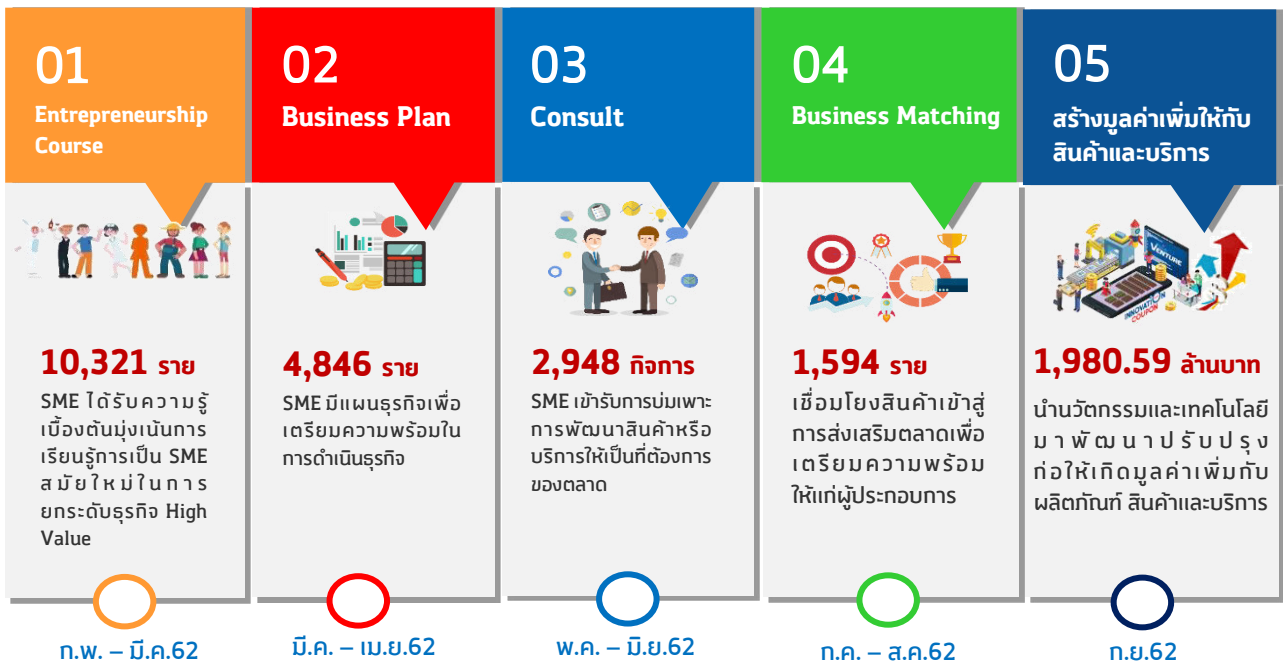 01
Entrepreneurship
Course
10,321 ราย
SME ได้รับความรู้
เบื้องต้นมุ่งเน้นการ
เรียนรู้การเป็น SME
สมัยใหม่ในการ
ยกระดับธุรกิจ High
Value
ก.พ. – มี.ค.62
02
Business Plan
4,846 ราย
SME มีแผนธุรกิจเพื่อ
เตรียมความพร้อมใน
การดำเนินธุรกิจ
มี.ค. – เม.ย.62
03
Consult
2,948 กิจการ
SME เข้ารับการบ่มเพาะ
การพัฒนาสินค้าหรือ
บริการให้เป็นที่ต้องการ
ของตลาด
พ.ค. – มิ.ย.62
04
Business Matching
1,594 ราย
เชื่อมโยงสินค้าเข้าสู่
การส่งเสริมตลาดเพื่อ
เตรียมความพร้อม
ให้แก่ผู้ประกอบการ
ก.ค. – ส.ค.62
05
สร้างมูลค่าเพิ่มให้กับ
สินค้าและบริการ
VENTURE
INNOVATION
COUPON
1,980.59 ล้านบาท
นำนวัตกรรมและเทคโนโลยี
มาพัฒนาปรับปรุง
ก่อให้เกิดมูลค่าเพิ่มกับ
ผลิตภัณฑ์ สินค้าและบริการ
ก.ย.62